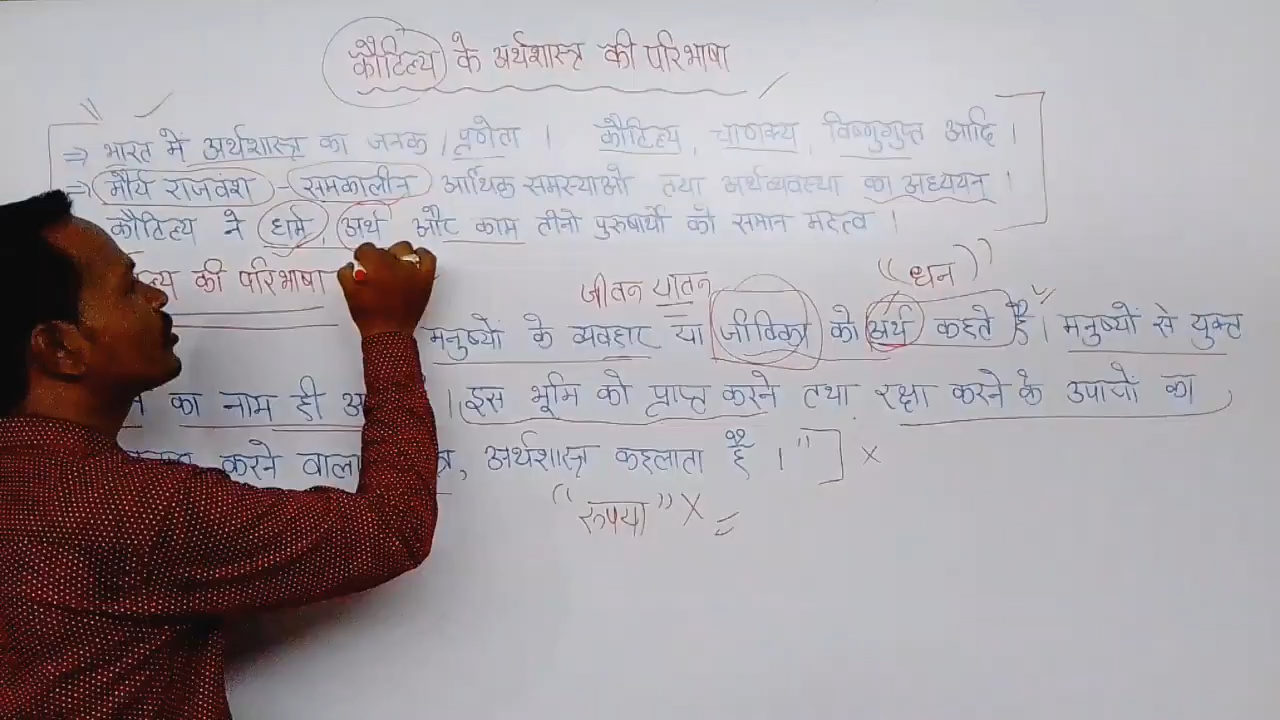 कौटिल्य के अर्थशास्त्र की परिभाषा
⇒ भारत में अर्थशास्त्र का जनक / प्रणेता । कौटिल्य, चाणक्य, विष्णुगुप्त आदि ।
⇒ मौर्य राजवंश - समकालीन आर्थिक समस्याओ तथा अर्थव्यवस्था का अध्ययन ।
कौटिल्य ने धर्म, अर्थ और काम तीनो पुरुषार्थो को समान महत्व ।
की परिभाषा
जीवन यापन
"धन"
मनुष्यों के व्यवहार या जीविका को अर्थ कहते है । मनुष्यों से युक्त
का नाम ही । इस भूमि को प्राप्त करने तथा रक्षा करने के उपायों का
करने वाला , अर्थशास्त्र कहलाता है ।" ] ×
"रुपया" ×